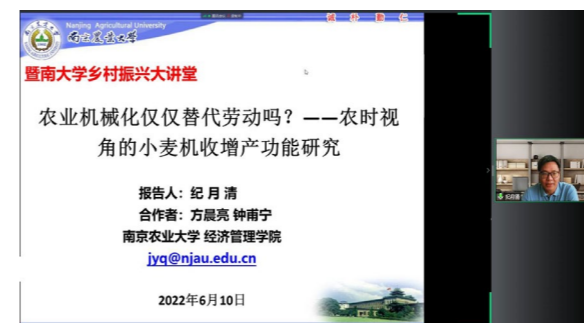 Nanjing Agricultural University
南京農業大學
诚 朴 勤 仁
暨南大学乡村振兴大讲堂
农业机械化仅仅替代劳动吗？——农时视
角的小麦机收增产功能研究
报告人：纪 月 清
合作者：方晨亮 钟甫宁
南京农业大学 经济管理学院
jyq@njau.edu.cn
2022年6月10日